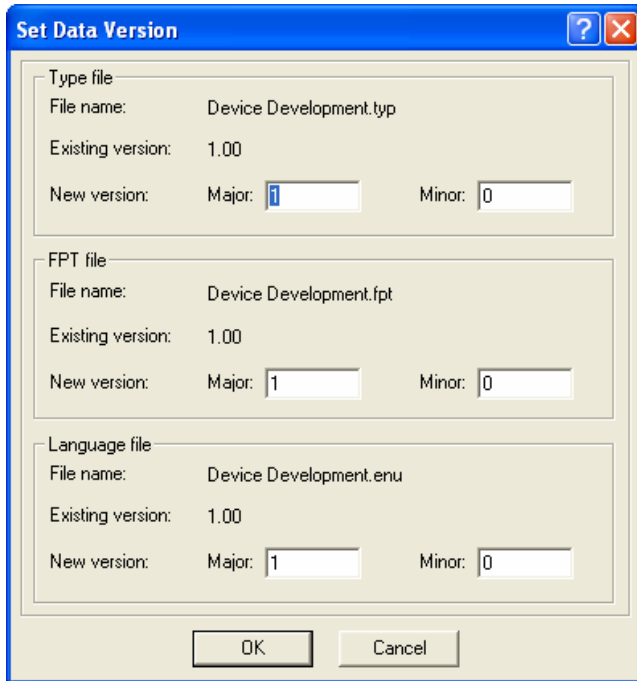 Set Data Version
Type file
File name: Device Development.typ
Existing version: 1.00
New version: Major: 1 Minor: 0
FPT file
File name: Device Development.fpt
Existing version: 1.00
New version: Major: 1 Minor: 0
Language file
File name: Device Development.enu
Existing version: 1.00
New version: Major: 1 Minor: 0
OK Cancel